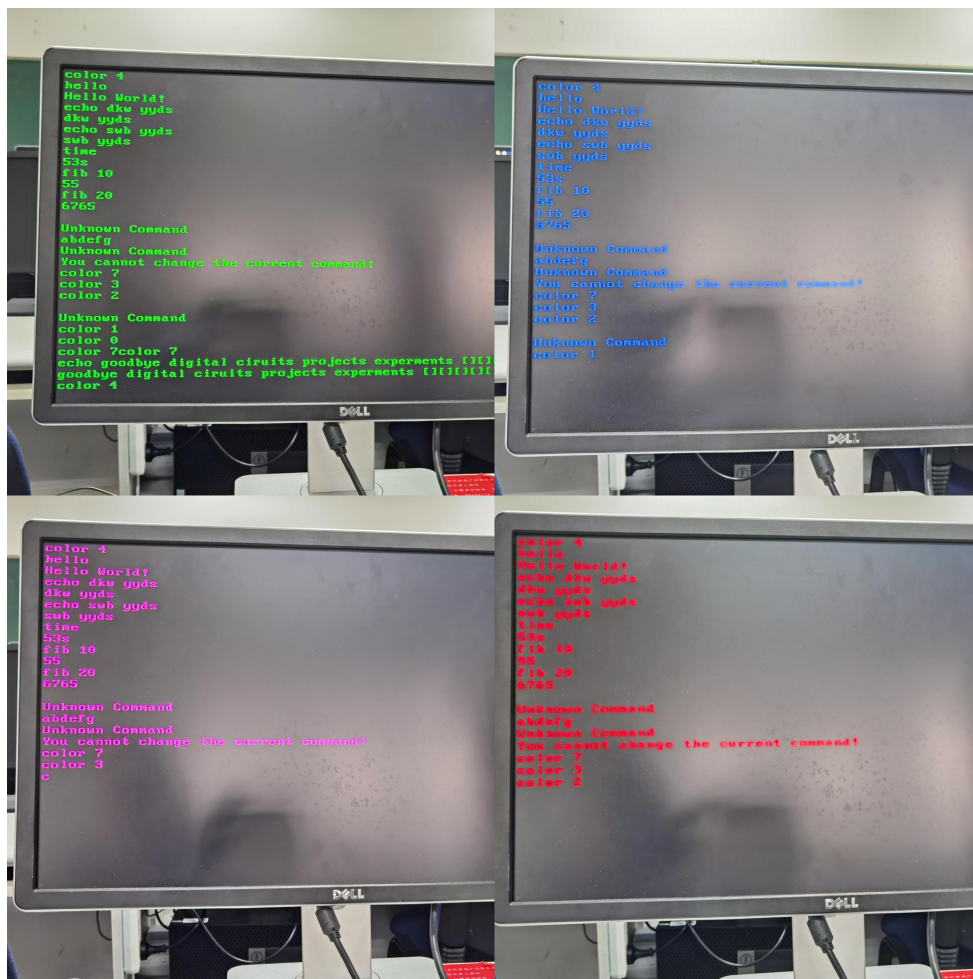 color 4
hello
Hello World!
echo dkw yyds
dkw yyds
echo swb yyds
swb yyds
time
53s
fib 10
55
fib 20
6765
Unknown Command
abdefg
Unknown Command
You cannot change the current command!
color 7
color 3
color 2
Unknown Command
color 1
color 0
color 7color 7
echo goodbye digital ciruits projects experments [][]
goodbye digital ciruits projects experments [][][][][
color 4
DELL
color 4
hello
Hello World!
echo dkw yyds
dkw yyds
echo swb yyds
swb yyds
time
53s
fib 10
55
fib 20
6765
Unknown Command
abdefg
Unknown Command
You cannot change the current command!
color 7
color 3
color 2
Unknown Command
color 1
DELL
color 4
hello
Hello World!
echo dkw yyds
dkw yyds
echo swb yyds
swb yyds
time
53s
fib 10
55
fib 20
6765
Unknown Command
abdefg
Unknown Command
You cannot change the current command!
color 7
color 3
c
DELL
color 4
hello
Hello World!
echo dkw yyds
dkw yyds
echo swb yyds
swb yyds
time
53s
fib 10
55
fib 20
6765
Unknown Command
abdefg
Unknown Command
You cannot change the current command!
color 7
color 3
color 2
DELL